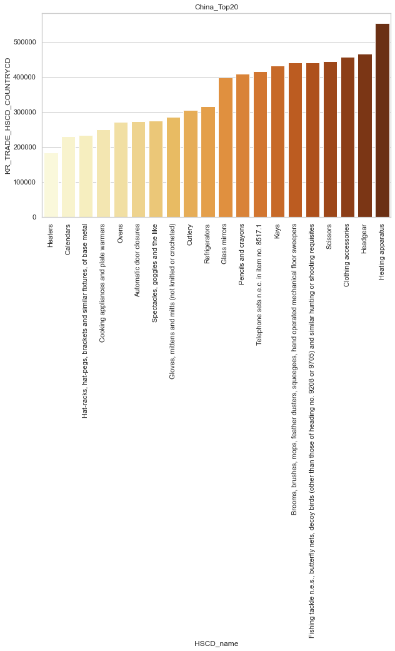 China_Top20
KR_TRADE_HSCD_COUNTRYCD
500000
400000
300000
200000
100000
0
Heaters
Calendars
Hat-racks, hat-pegs, brackets and similar fixtures, of base metal
Cooking appliances and plate warmers
Ovens
Automatic door closures
Spectacles, goggles and the like
Gloves, mittens and mitts (not knitted or crocheted)
Cutlery
Refrigerators
Glass mirrors
Pencils and crayons
Telephone sets n.e.c. in item no. 8517.1
Keys
Brooms, brushes, mops, feather dusters, squeegees, hand operated mechanical floor sweepers
Fishing tackle n.e.s., butterfly nets, decoy birds (other than those of heading no. 9208 or 9705) and similar hunting or shooting requisites
Scissors
Clothing accessories
Headgear
Heating apparatus
HSCD_name